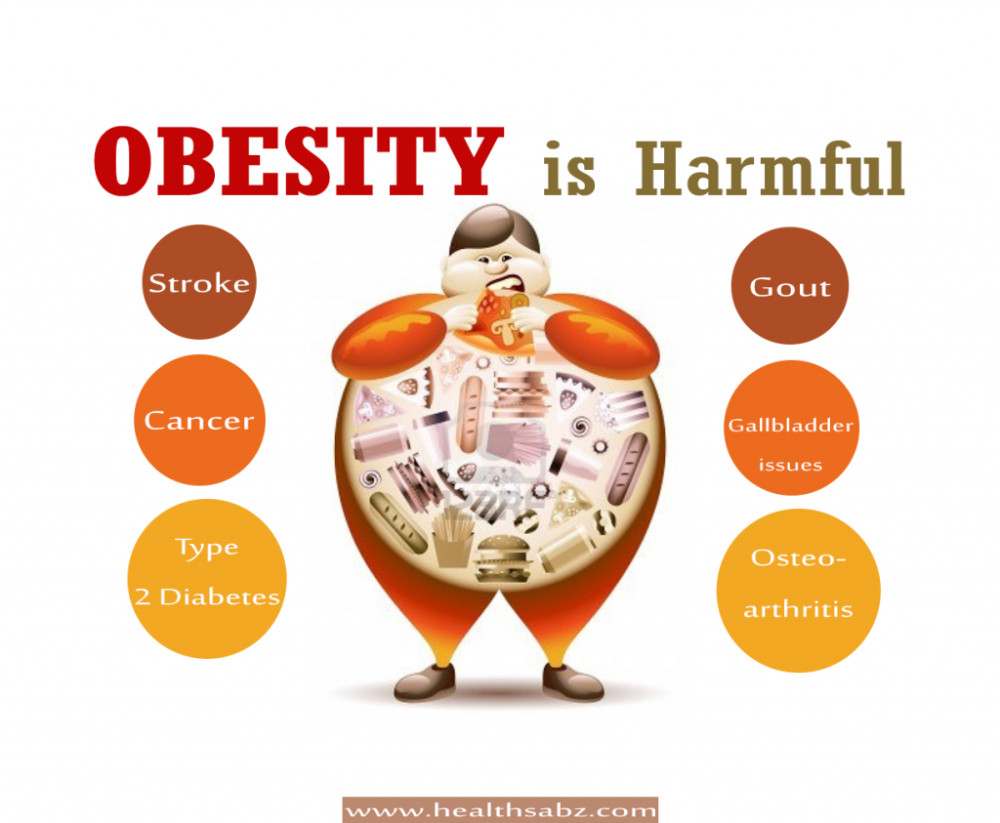 OBESITY is Harmful
Stroke
Gout
Cancer
Gallbladder
issues
Type
2 Diabetes
Osteo-
arthritis
www.healthsabz.com